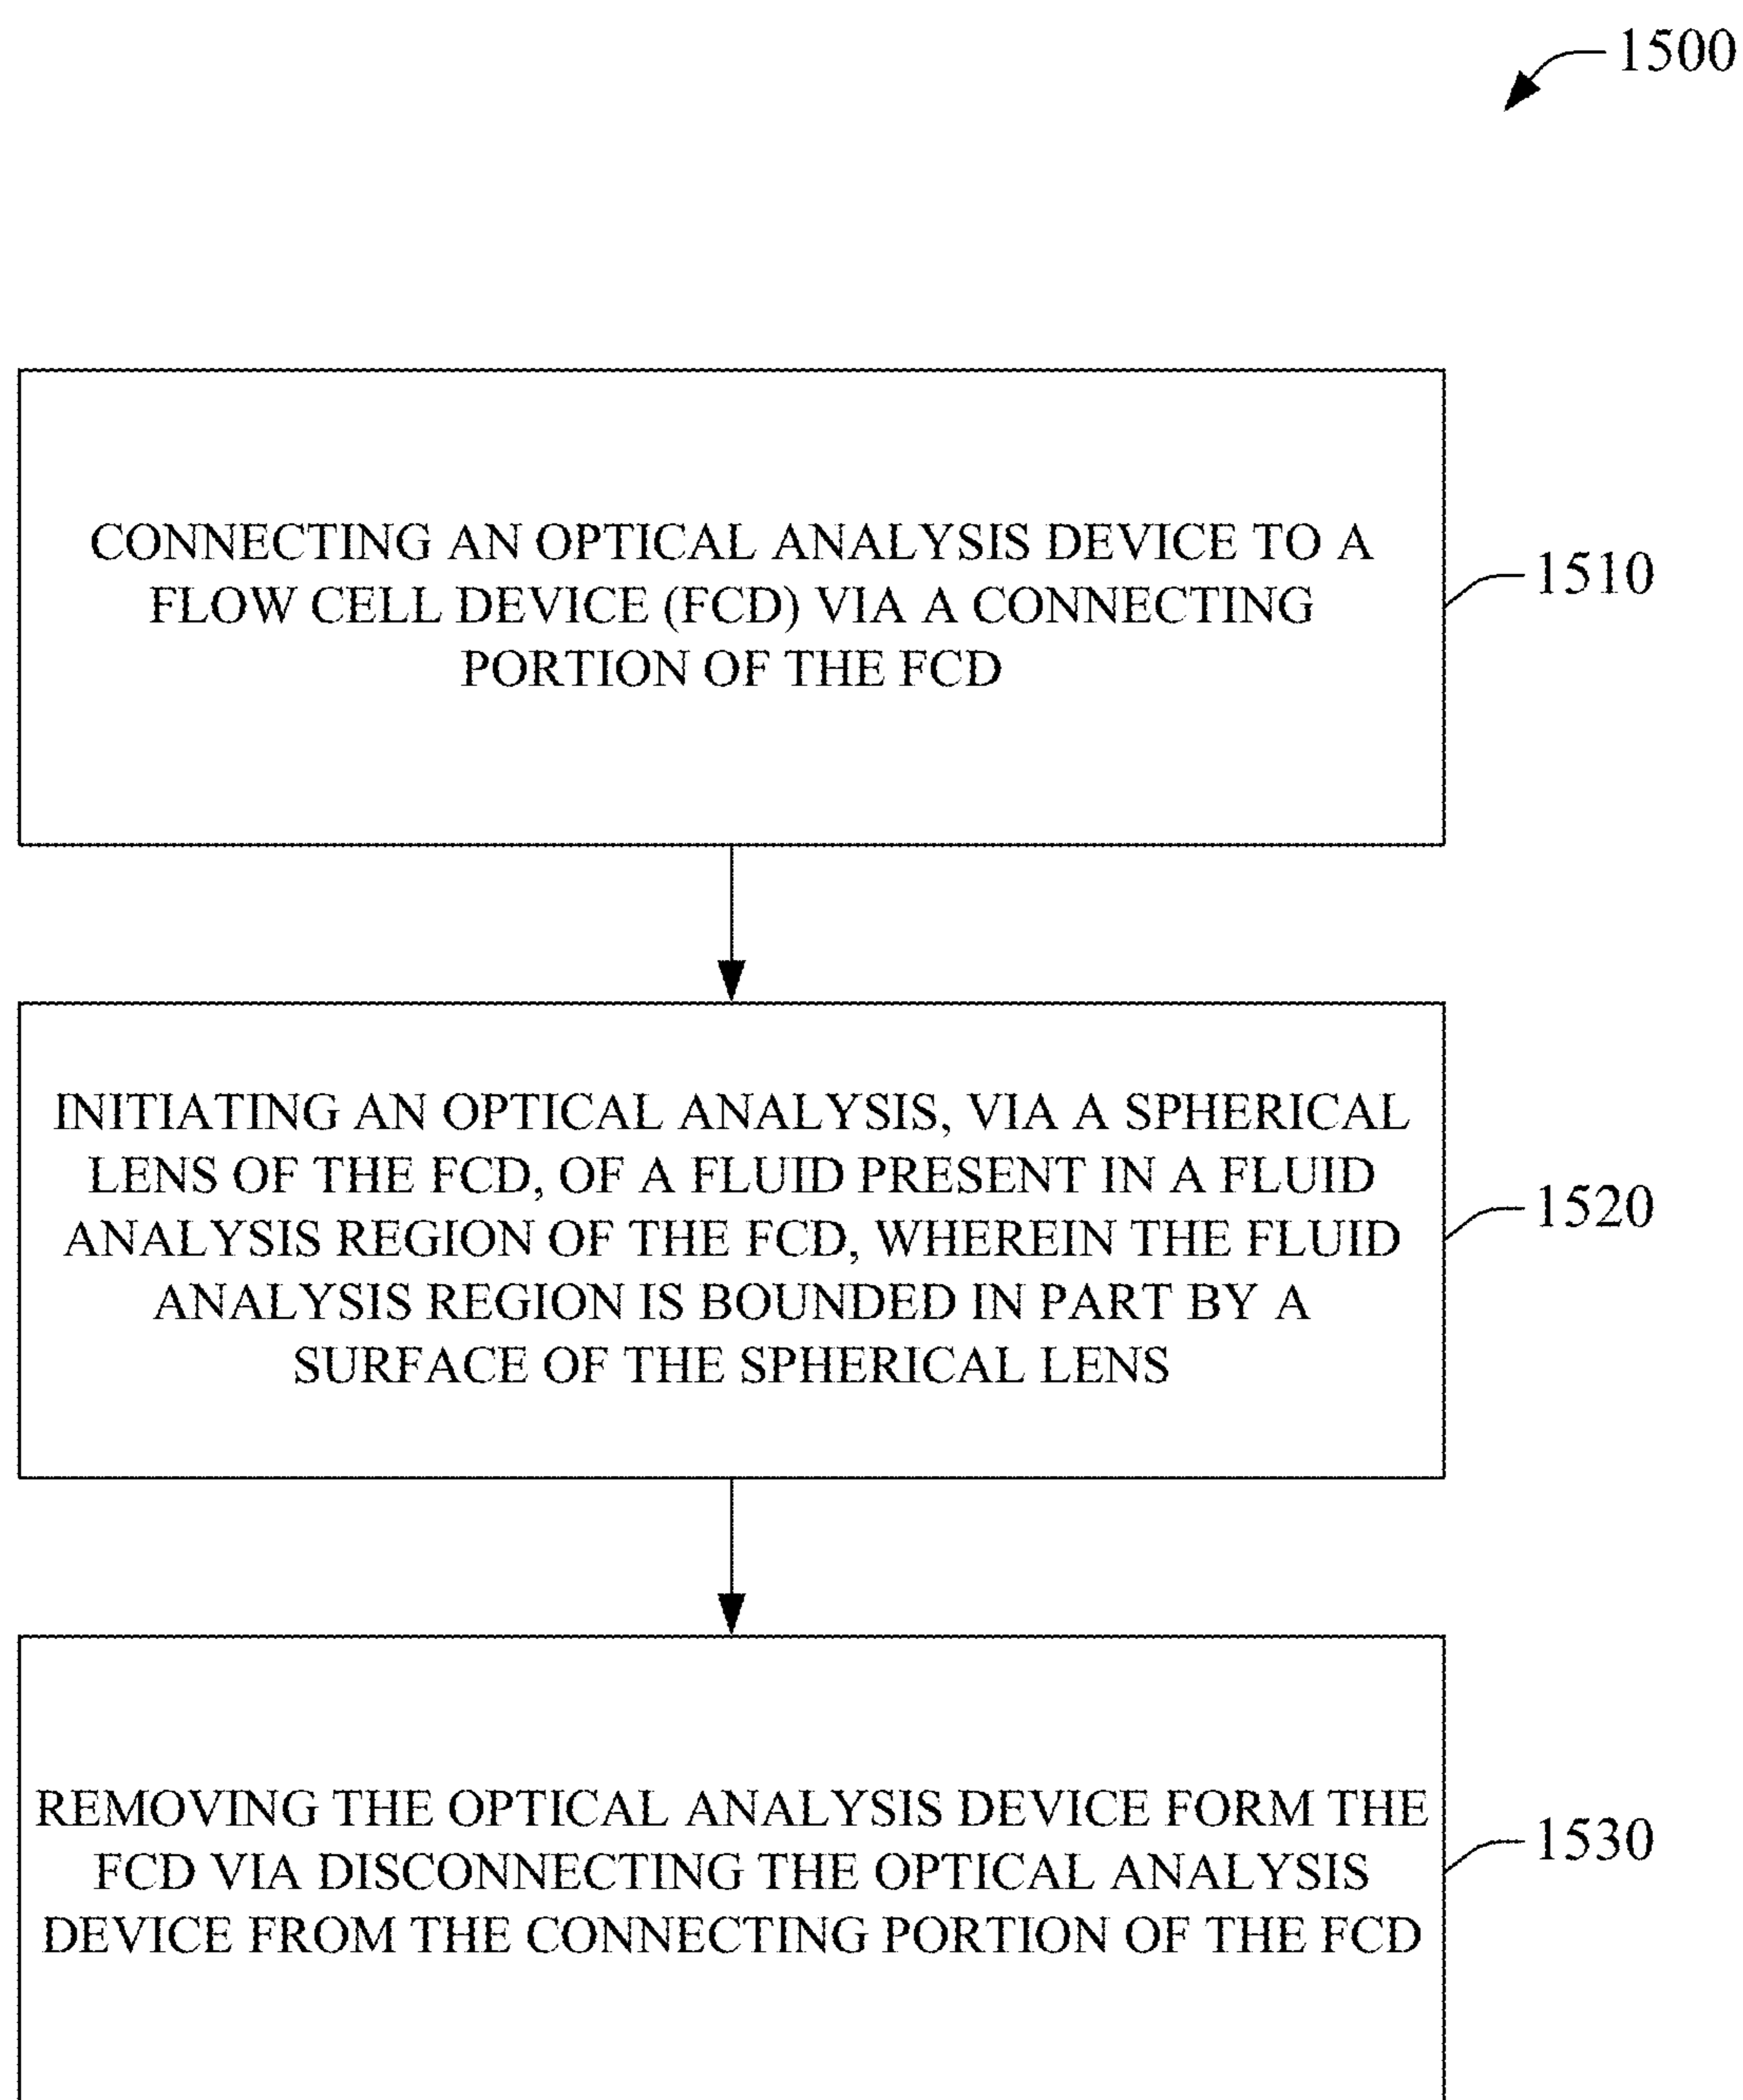 1500
CONNECTING AN OPTICAL ANALYSIS DEVICE TO A
FLOW CELL DEVICE (FCD) VIA A CONNECTING
PORTION OF THE FCD
1510
INITIATING AN OPTICAL ANALYSIS, VIA A SPHERICAL
LENS OF THE FCD, OF A FLUID PRESENT IN A FLUID
ANALYSIS REGION OF THE FCD, WHEREIN THE FLUID
ANALYSIS REGION IS BOUNDED IN PART BY A
SURFACE OF THE SPHERICAL LENS
1520
REMOVING THE OPTICAL ANALYSIS DEVICE FORM THE
FCD VIA DISCONNECTING THE OPTICAL ANALYSIS
DEVICE FROM THE CONNECTING PORTION OF THE FCD
1530